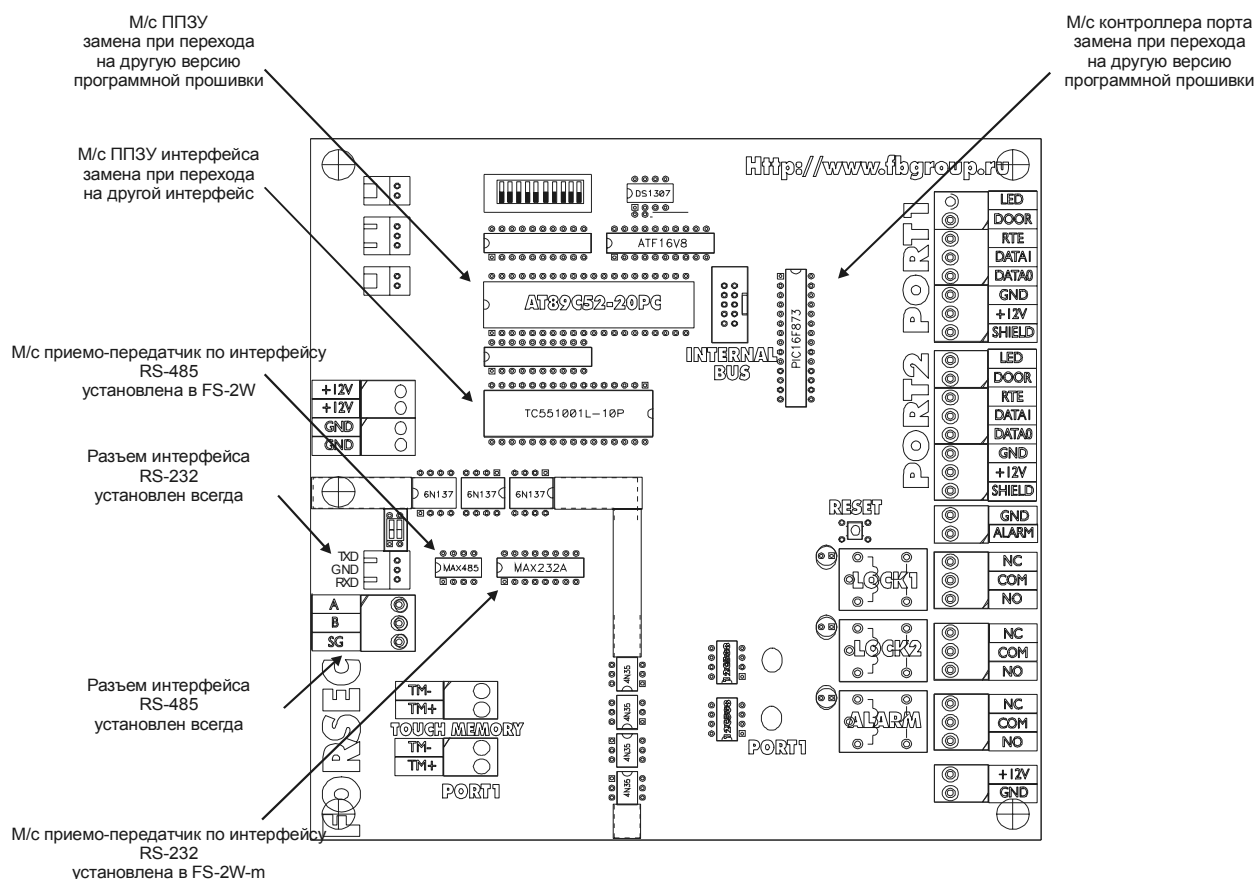 М/с ППЗУ
замена при перехода
на другую версию
программной прошивки
М/с контроллера порта
замена при перехода
на другую версию
программной прошивки
М/с ППЗУ интерфейса
замена при перехода
на другой интерфейс
М/с приемо-передатчик по интерфейсу
RS-485
установлена в FS-2W
Разъем интерфейса
RS-232
установлен всегда
Разъем интерфейса
RS-485
установлен всегда
М/с приемо-передатчик по интерфейсу
RS-232
установлена в FS-2W-m
Http://www.fbgroup.ru
DS1307
ATF16V8
AT89C52-20PC
INTERNAL
BUS
PIC16F873
TC551001L-10P
+12V
+12V
GND
GND
6N137
6N137
6N137
TXD
GND
RXD
MAX485
MAX232A
A
B
SG
FORSEC
TM-
TM+
TOUCH MEMORY
TM-
TM+
PORT1
4N35
4N35
4N35
4N35
PORT1
RESET
LOCK1
LOCK2
ALARM
PORT1
LED
DOOR
RTE
DATA1
DATA0
GND
+12V
SHIELD
PORT2
LED
DOOR
RTE
DATA1
DATA0
GND
+12V
SHIELD
GND
ALARM
NC
COM
NO
NC
COM
NO
NC
COM
NO
+12V
GND